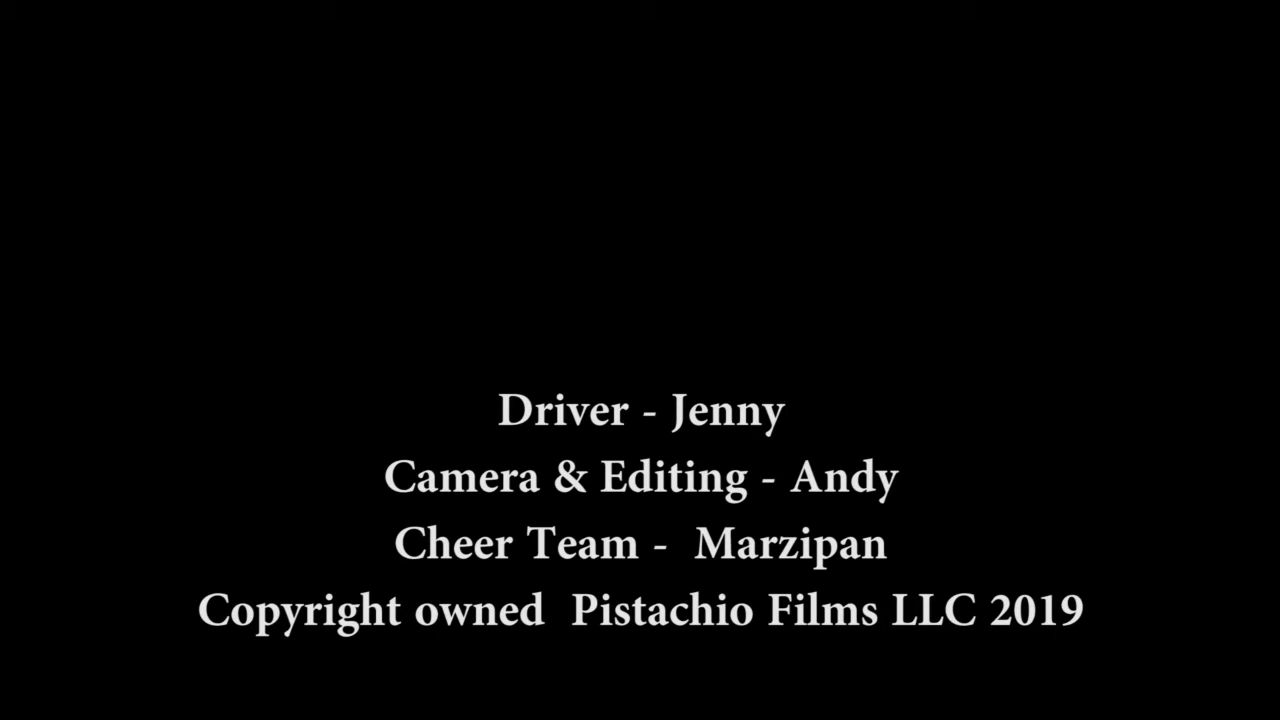 Driver - Jenny
Camera & Editing - Andy
Cheer Team -  Marzipan
Copyright owned  Pistachio Films LLC 2019